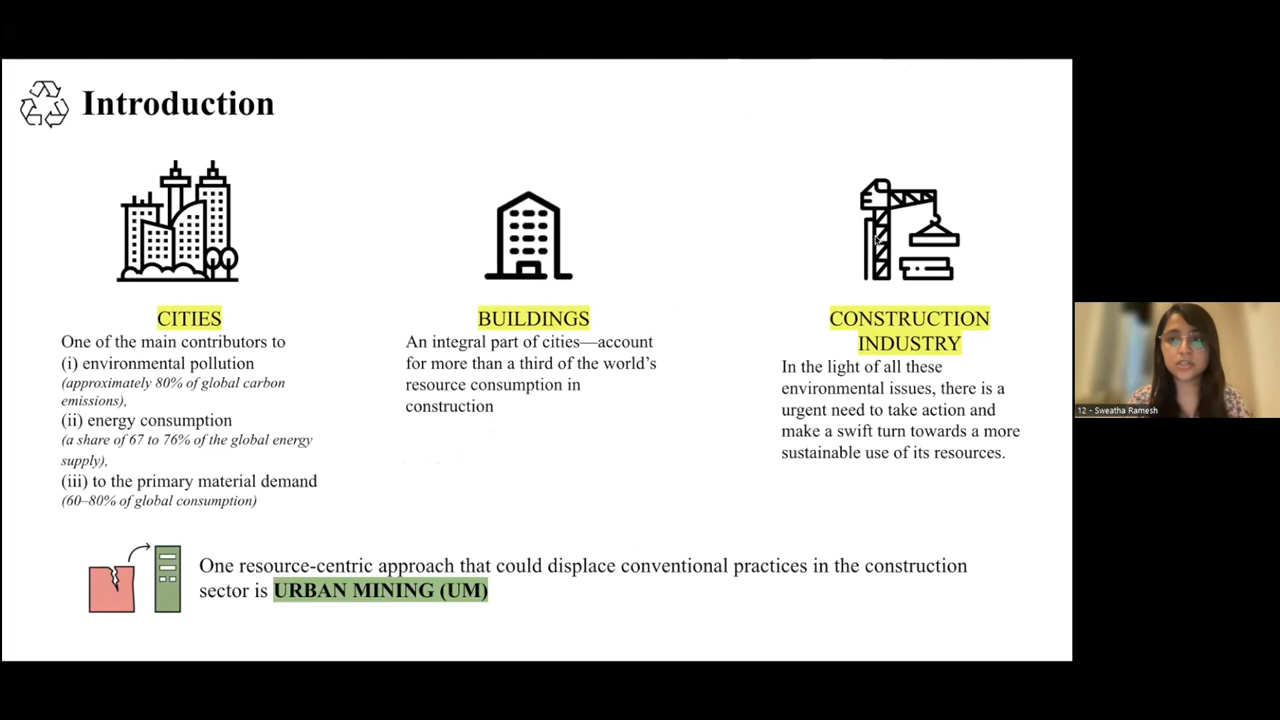 Introduction
CITIES
One of the main contributors to
(i) environmental pollution
(approximately 80% of global carbon
emissions),
(ii) energy consumption
(a share of 67 to 76% of the global energy
supply),
(iii) to the primary material demand
(60–80% of global consumption)
BUILDINGS
An integral part of cities—account
for more than a third of the world’s
resource consumption in
construction
CONSTRUCTION
INDUSTRY
In the light of all these
environmental issues, there is a
urgent need to take action and
make a swift turn towards a more
sustainable use of its resources.
One resource-centric approach that could displace conventional practices in the construction
sector is URBAN MINING (UM)
12 - Sweatha Ramesh